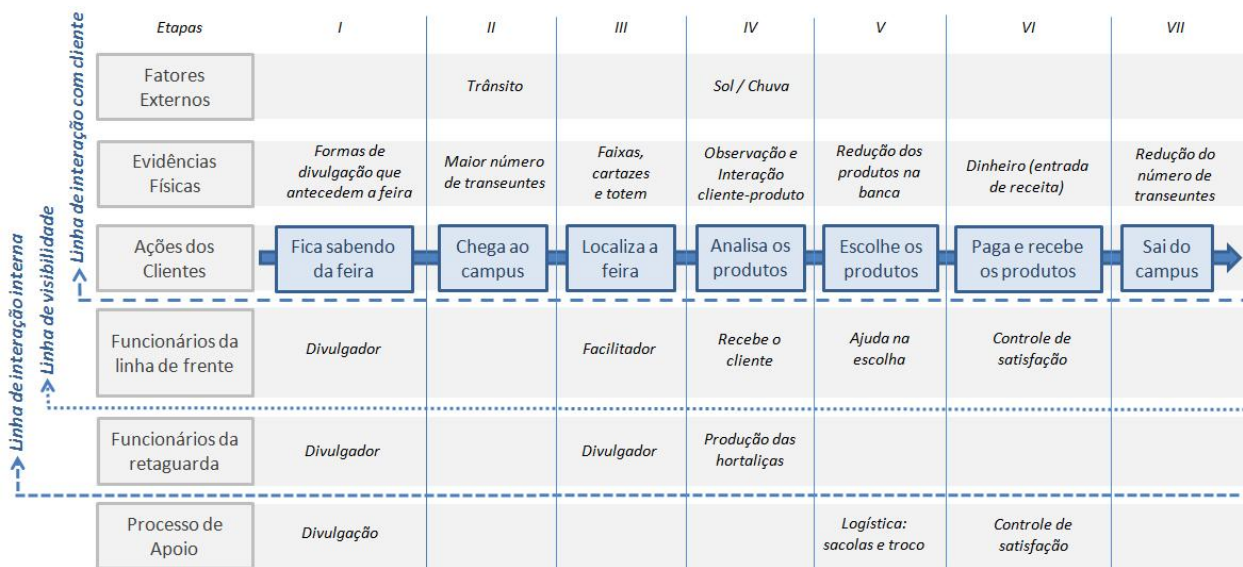 Etapas I II III IV V VI VII
Fatores
Externos
Trânsito
Sol / Chuva
Evidências
Físicas
Formas de
divulgação que
antecedem a feira
Maior número
de transeuntes
Faixas,
cartazes
e totem
Observação e
Interação
cliente-produto
Redução dos
produtos na
banca
Dinheiro (entrada
de receita)
Redução do
número de
transeuntes
Ações dos
Clientes
Fica sabendo
da feira
Chega ao
campus
Localiza a
feira
Analisa os
produtos
Escolhe os
produtos
Paga e recebe
os produtos
Sai do
campus
Funcionários da
linha de frente
Divulgador
Facilitador
Recebe o
cliente
Ajuda na
escolha
Controle de
satisfação
Funcionários da
retaguarda
Divulgador
Divulgador
Produção das
hortaliças
Processo de
Apoio
Divulgação
Logística:
sacolas e troco
Controle de
satisfação
Linha de interação interna
Linha de visibilidade
Linha de interação com cliente